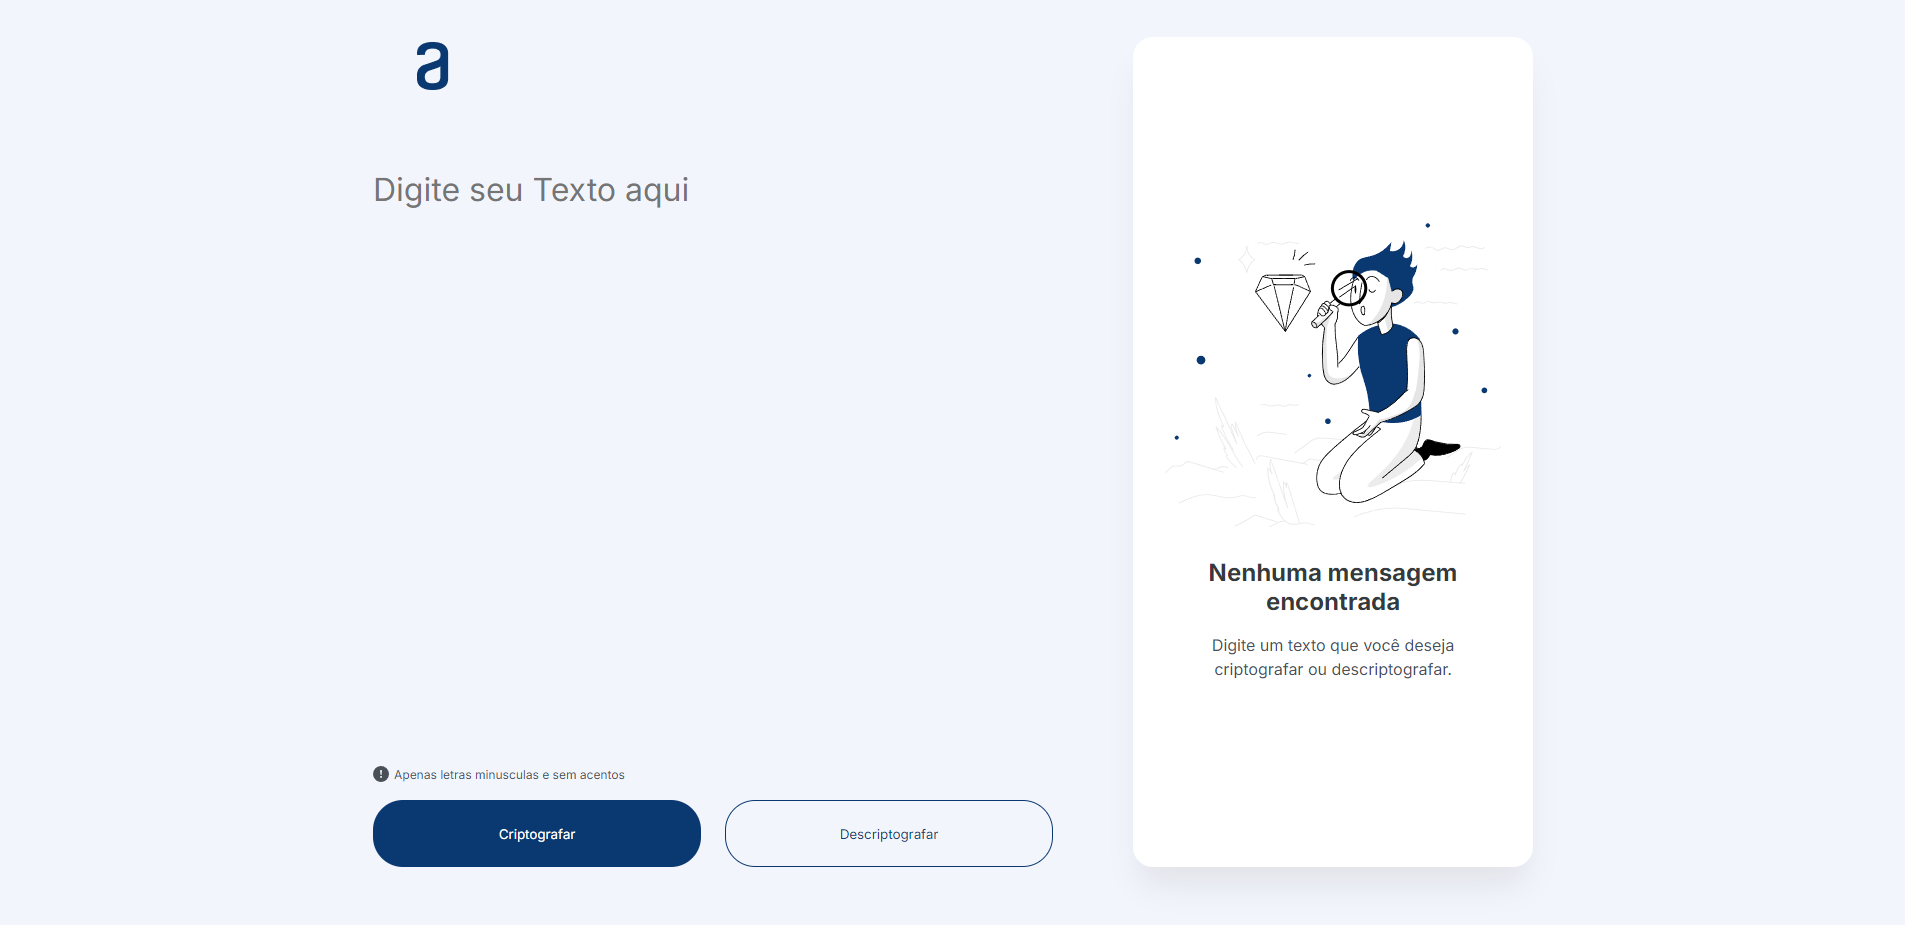 a
Digite seu Texto aqui
Apenas letras minusculas e sem acentos
Criptografar
Descriptografar
Nenhuma mensagem
encontrada
Digite um texto que você deseja
criptografar ou descriptografar.